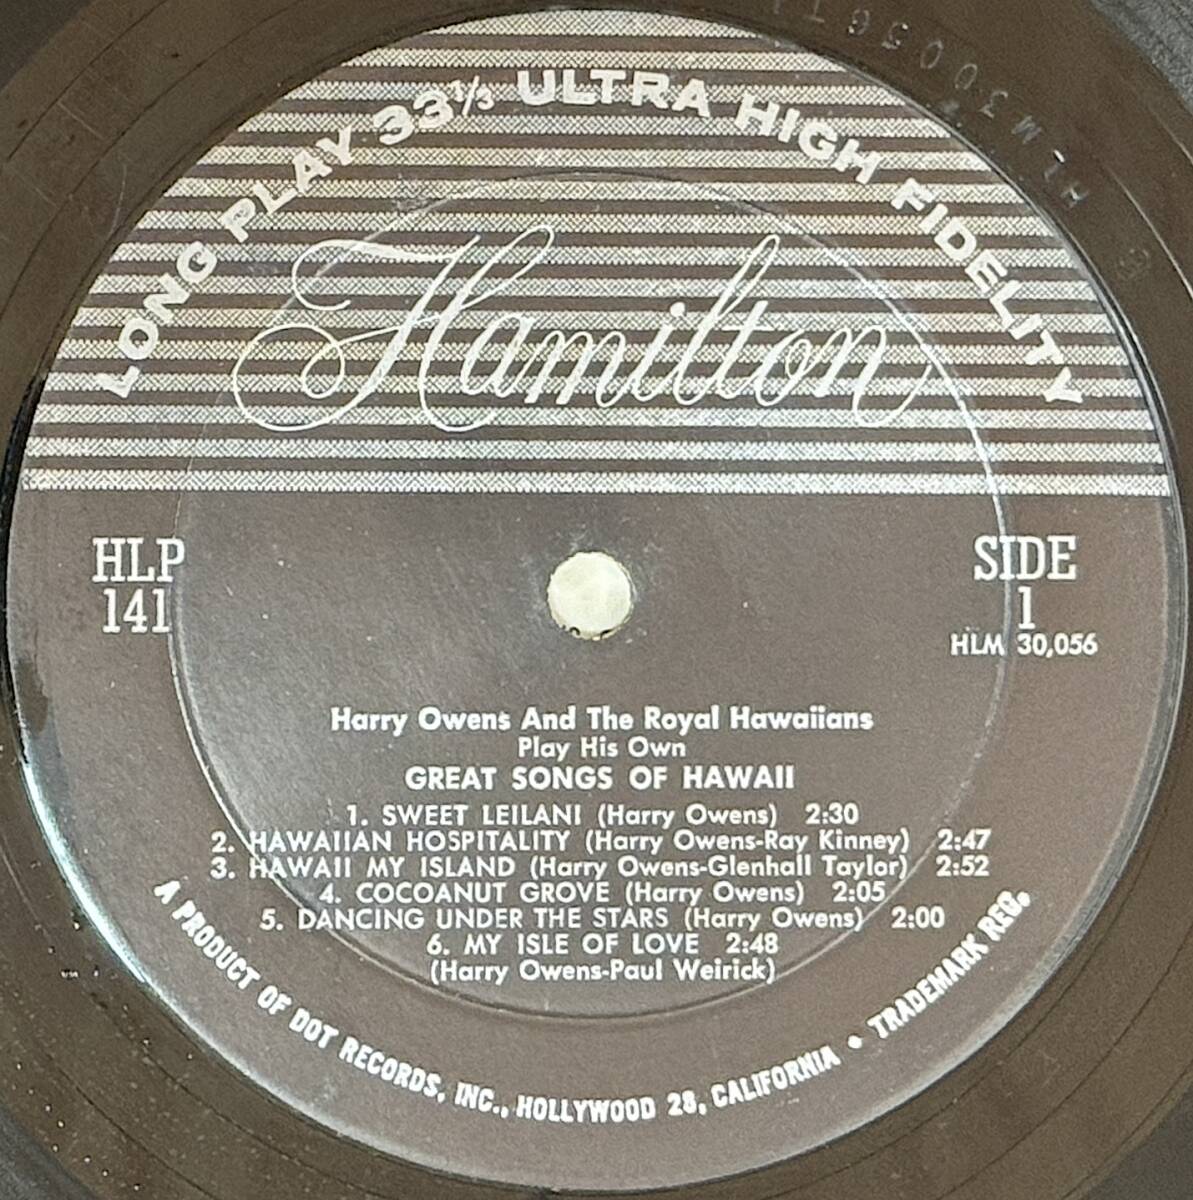 LONG PLAY 33 1/3 ULTRA HIGH FIDELITY
Hamilton
HLP
141
SIDE
1
HLM 30,056
Harry Owens And The Royal Hawaiians
Play His Own
GREAT SONGS OF HAWAII
1. SWEET LEILANI (Harry Owens) 2:30
2. HAWAIIAN HOSPITALITY (Harry Owens-Ray Kinney) 2:47
3. HAWAII MY ISLAND (Harry Owens-Glenhall Taylor) 2:52
4. COCOANUT GROVE (Harry Owens) 2:05
5. DANCING UNDER THE STARS (Harry Owens) 2:00
6. MY ISLE OF LOVE 2:48
(Harry Owens-Paul Weirick)
A PRODUCT OF DOT RECORDS, INC., HOLLYWOOD 28, CALIFORNIA • TRADEMARK REG.